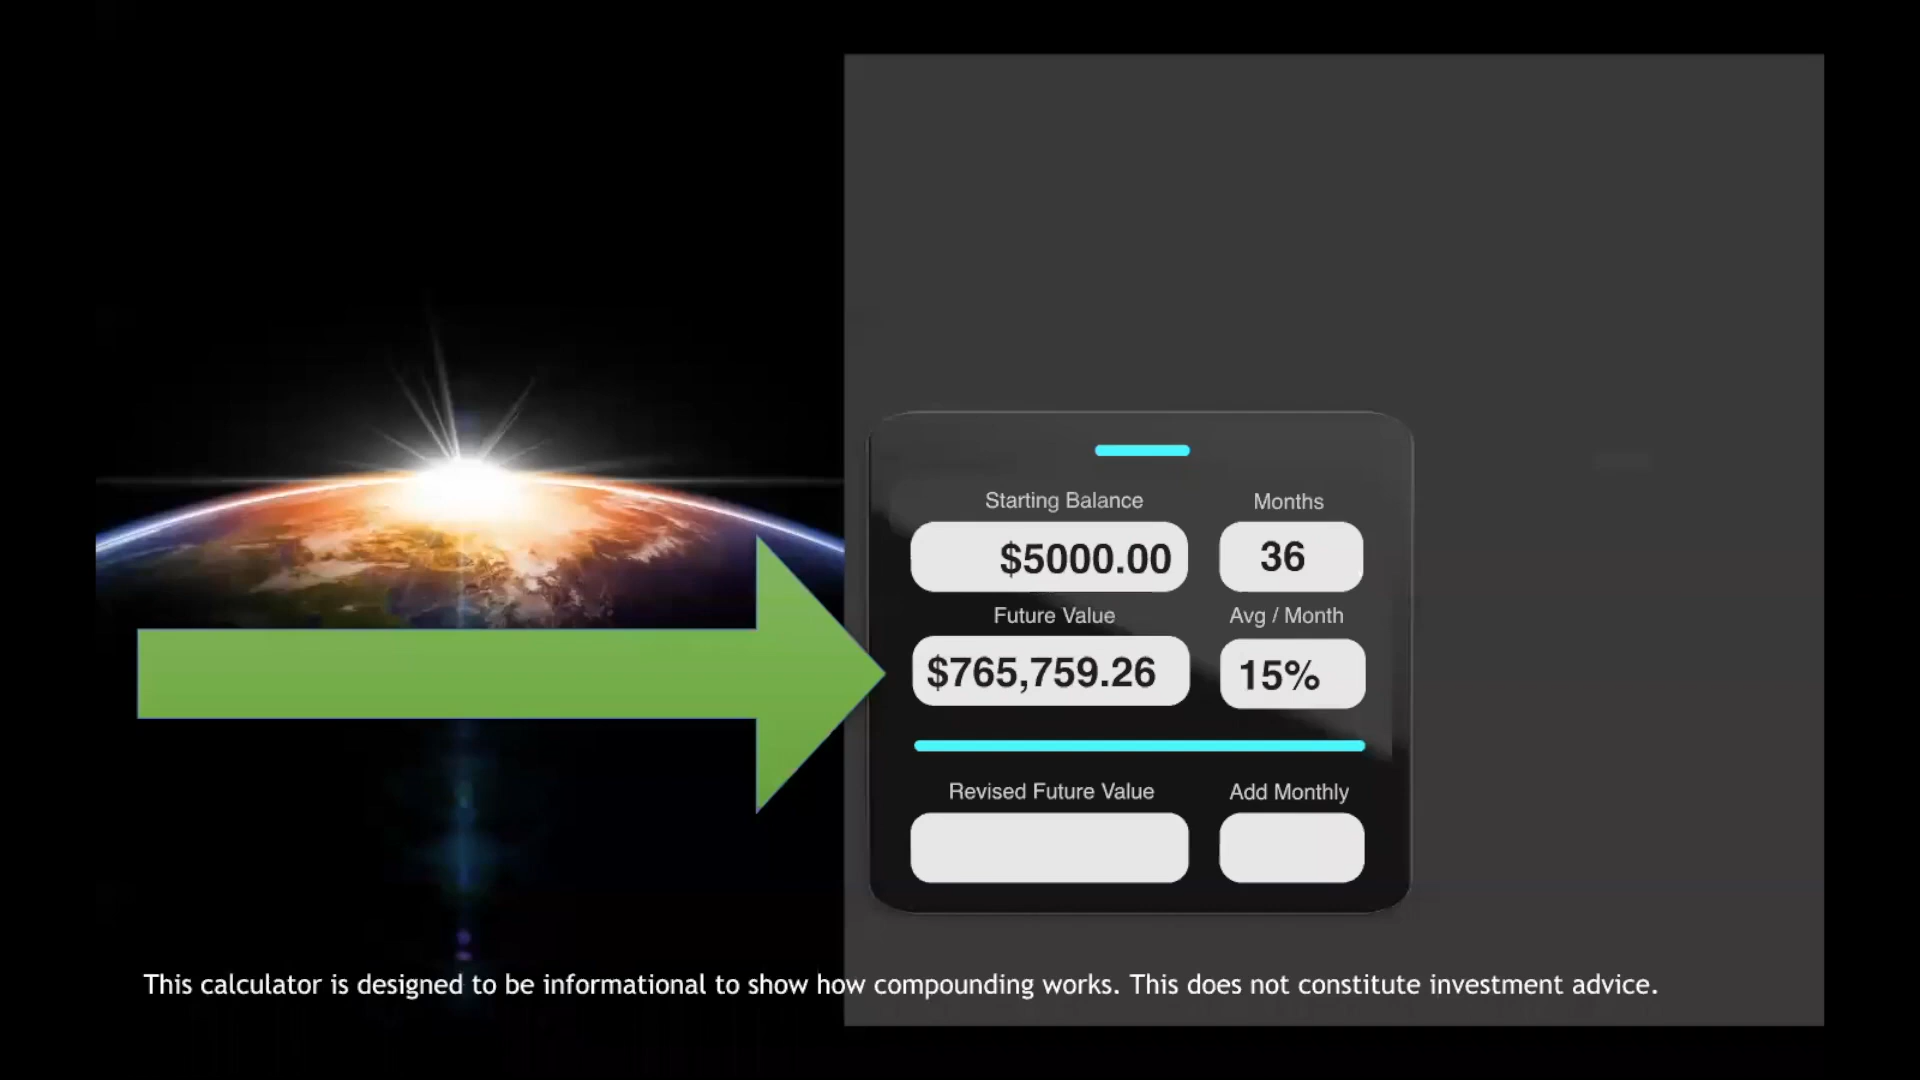 Starting Balance
Months
$5000.00
36
Future Value
Avg / Month
$765,759.26
15%
Revised Future Value
Add Monthly
This calculator is designed to be informational to show how compounding works. This does not constitute investment advice.